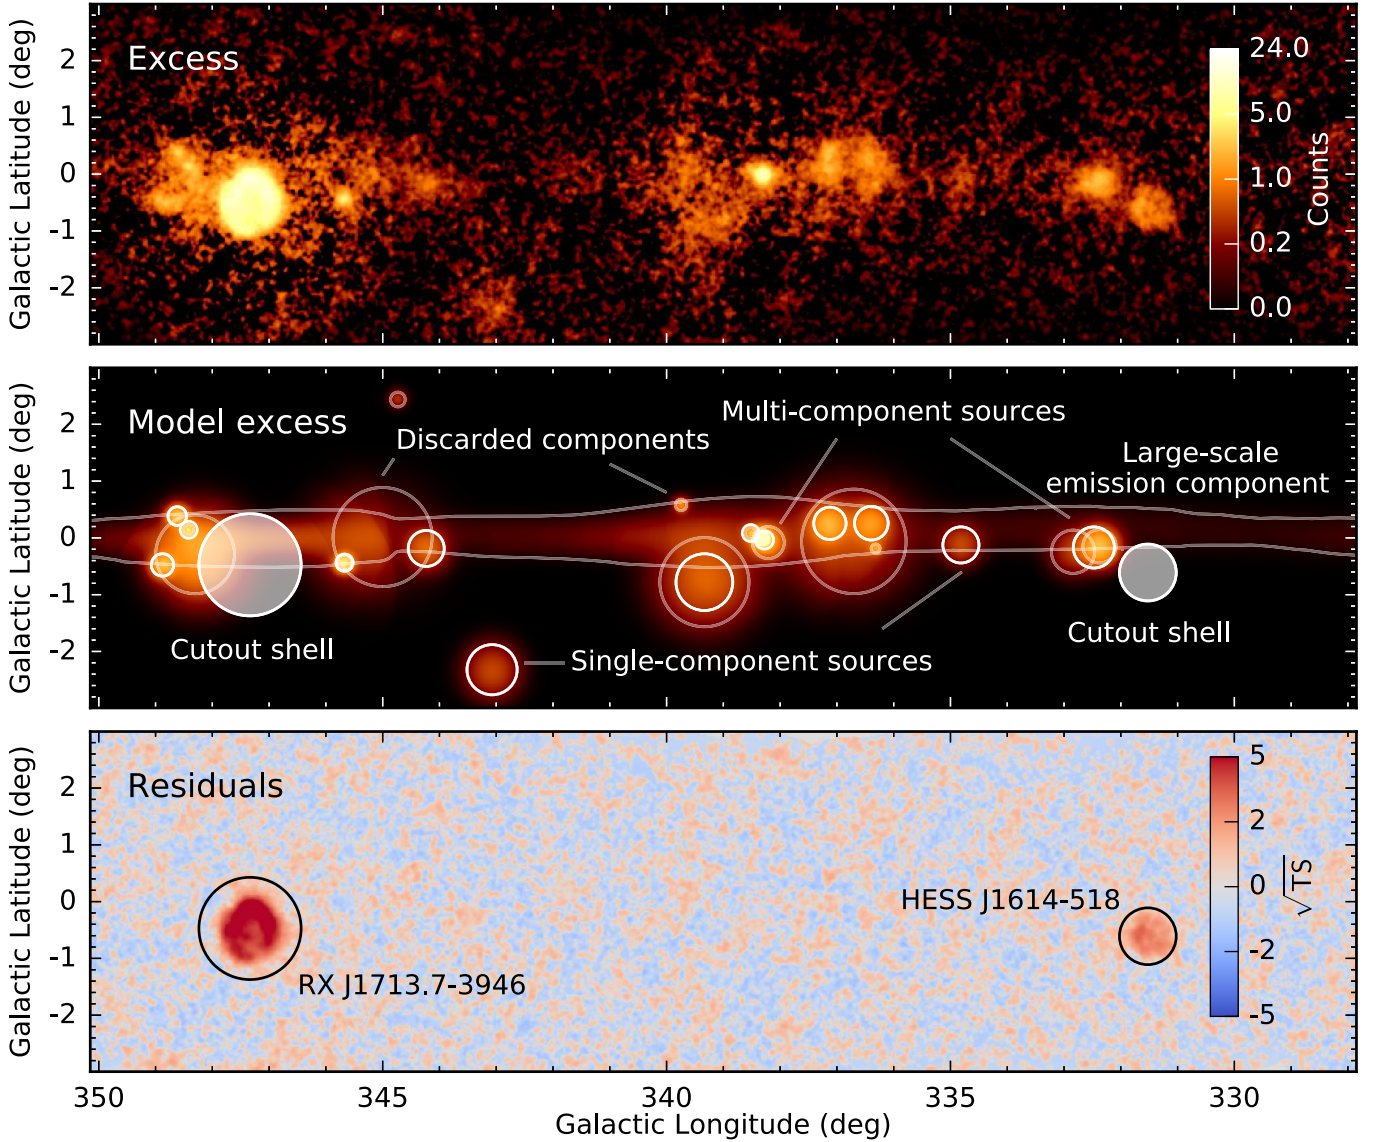 Excess
Galactic Latitude (deg)
2
1
0
-1
-2
24.0
5.0
1.0
0.2
0.0
Counts
Model excess
Galactic Latitude (deg)
2
1
0
-1
-2
Discarded components
Multi-component sources
Large-scale
emission component
Cutout shell
Cutout shell
Single-component sources
Residuals
Galactic Latitude (deg)
2
1
0
-1
-2
HESS J1614-518
RX J1713.7-3946
5
2
0
-2
-5
√TS
350
345
340
335
330
Galactic Longitude (deg)